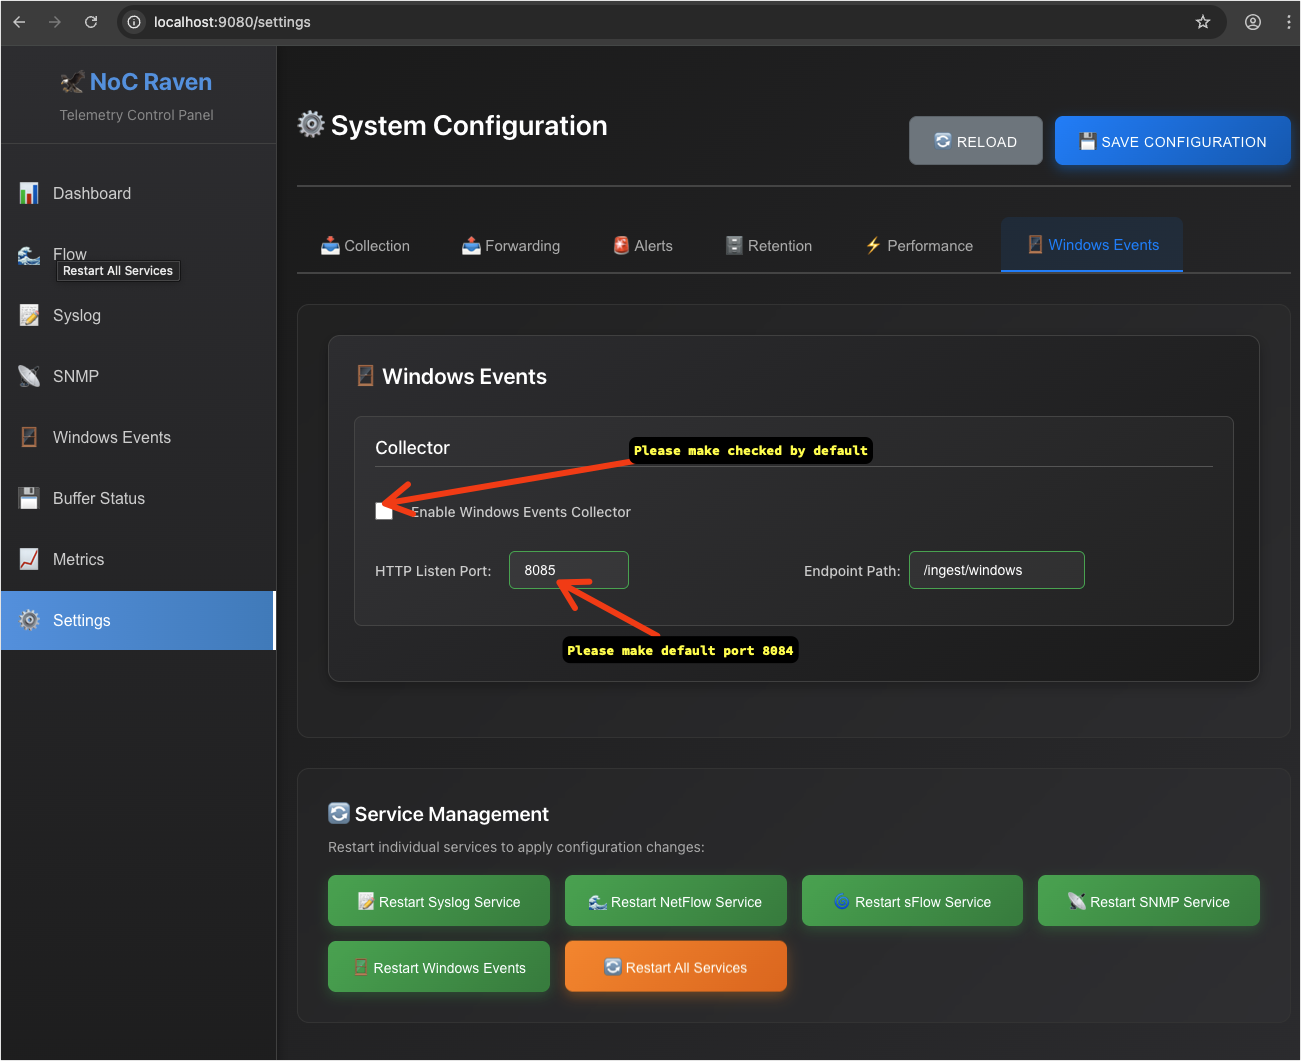 localhost:9080/settings
NoC Raven
Telemetry Control Panel
Dashboard
Flow
Restart All Services
Syslog
SNMP
Windows Events
Buffer Status
Metrics
Settings
System Configuration
RELOAD
SAVE CONFIGURATION
Collection
Forwarding
Alerts
Retention
Performance
Windows Events
Windows Events
Collector
Please make checked by default
Enable Windows Events Collector
HTTP Listen Port:
8085
Endpoint Path:
/ingest/windows
Please make default port 8084
Service Management
Restart individual services to apply configuration changes:
Restart Syslog Service
Restart NetFlow Service
Restart sFlow Service
Restart SNMP Service
Restart Windows Events
Restart All Services